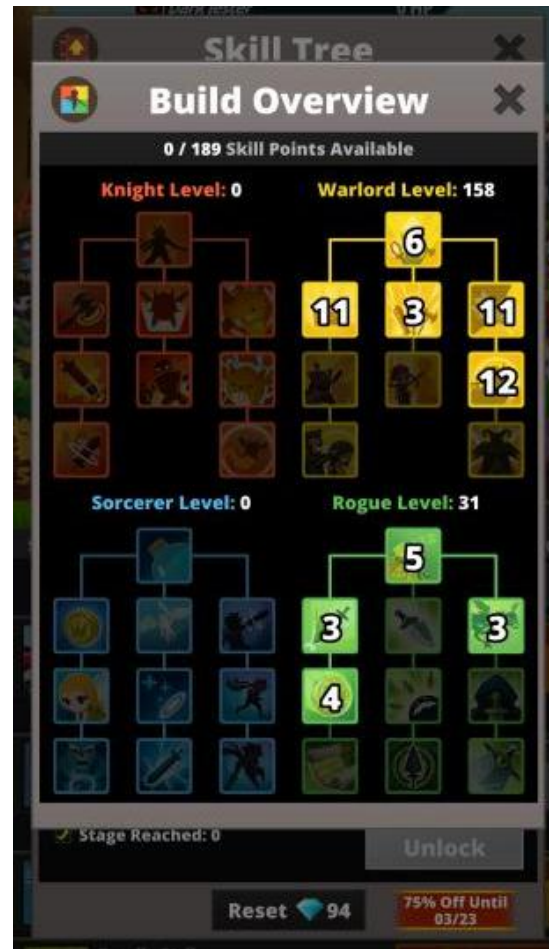 Skill Tree
Build Overview
0 / 189 Skill Points Available
Knight Level: 0
Warlord Level: 158
6
11 3 11
12
Sorcerer Level: 0
Rogue Level: 31
5
3 3
4
Stage Reached: 0
Unlock
Reset 94
75% Off Until
03/23